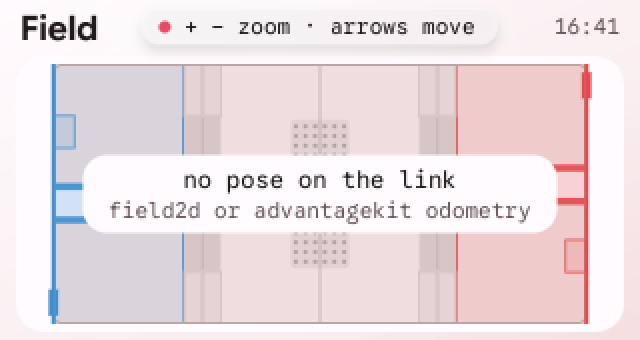 Field
+ − zoom · arrows move
16:41
no pose on the link
field2d or advantagekit odometry